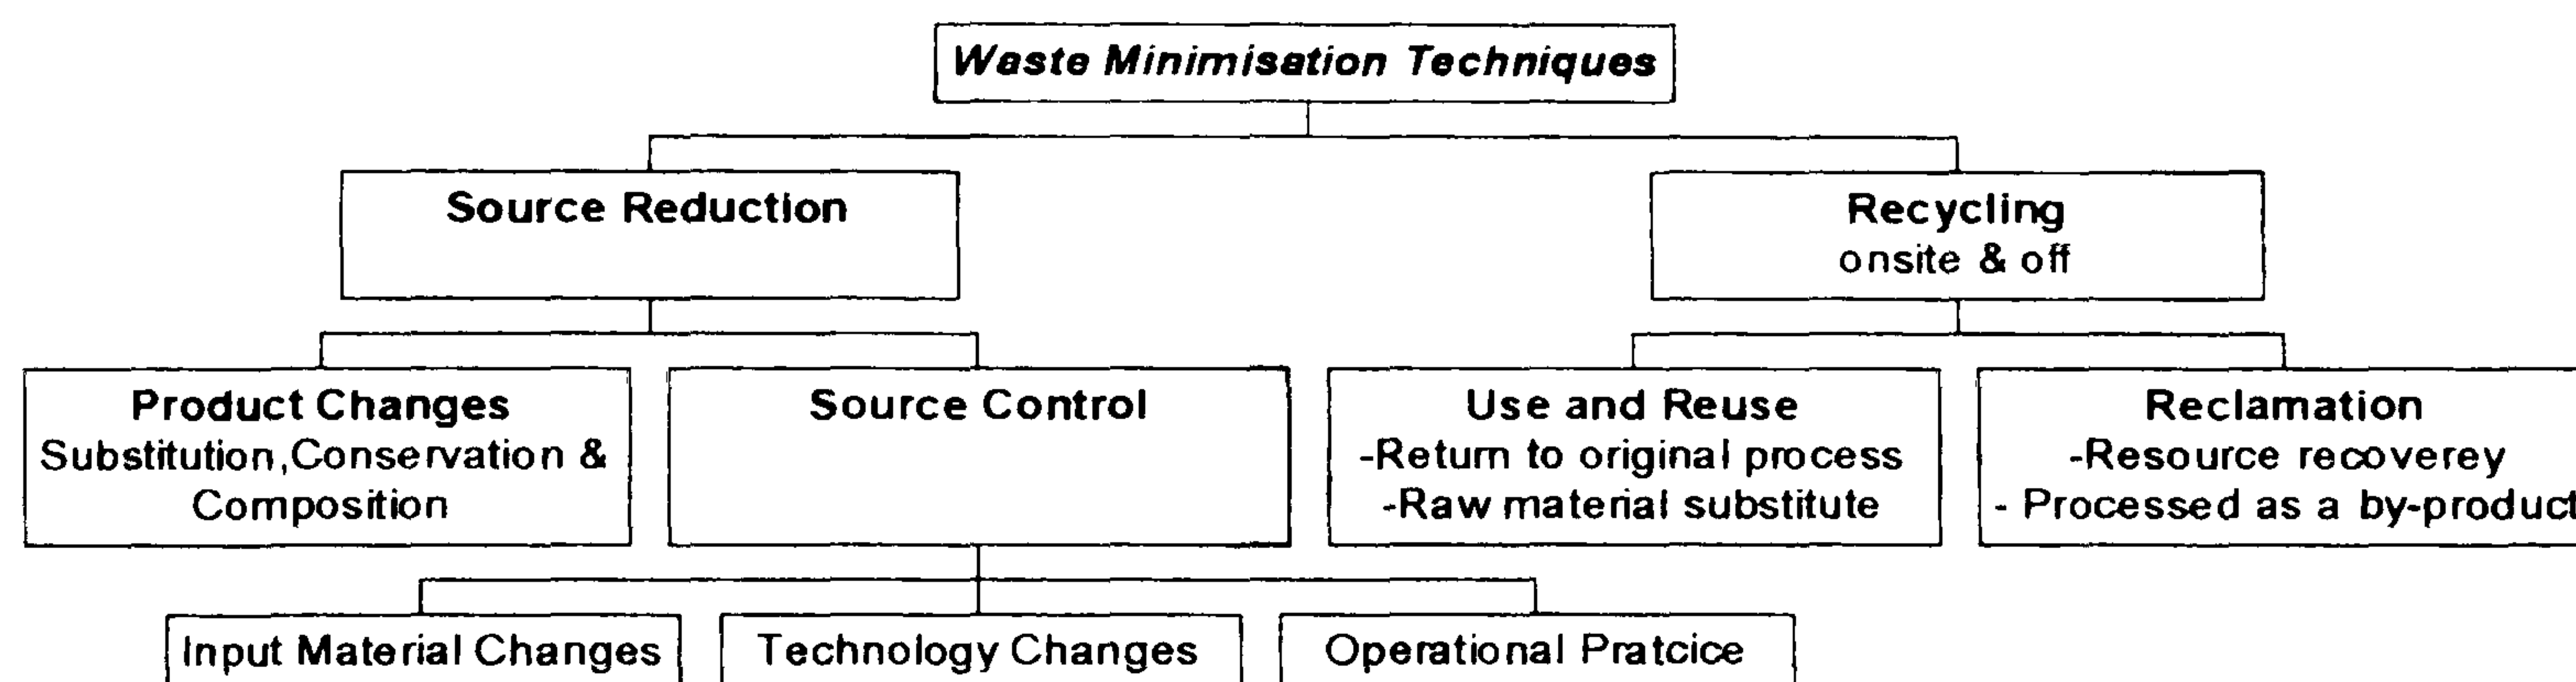 Waste Minimisation Techniques
Source Reduction
Recycling
onsite & off
Product Changes
Substitution,Conservation &
Composition
Source Control
Use and Reuse
-Return to original process
-Raw material substitute
Reclamation
-Resource recoverey
- Processed as a by-product
Input Material Changes
Technology Changes
Operational Pratcice